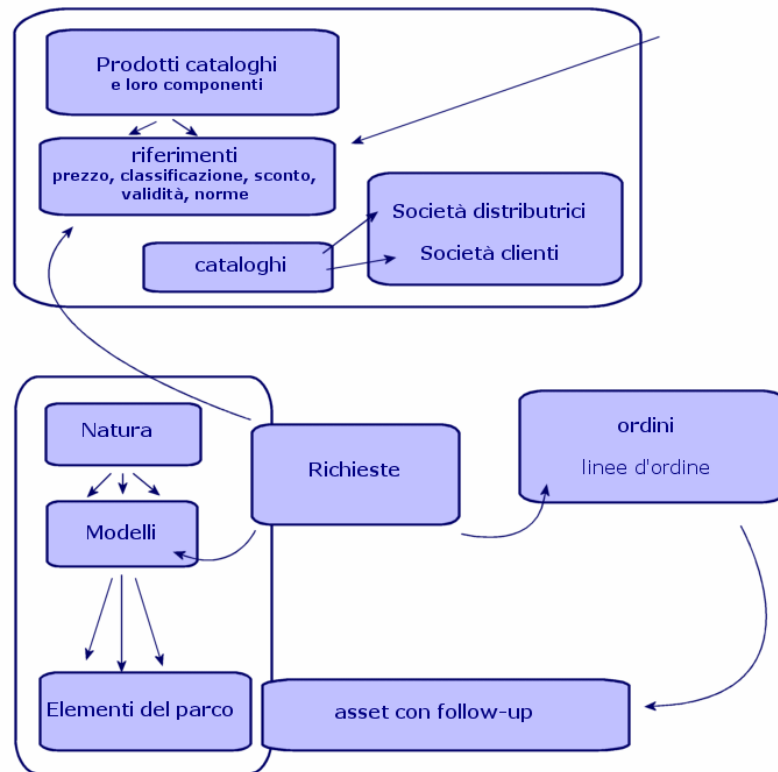 Prodotti cataloghi
e loro componenti
riferimenti
prezzo, classificazione, sconto,
validità, norme
Società distributrici
Società clienti
cataloghi
Natura
Modelli
Elementi del parco
Richieste
ordini
linee d'ordine
asset con follow-up